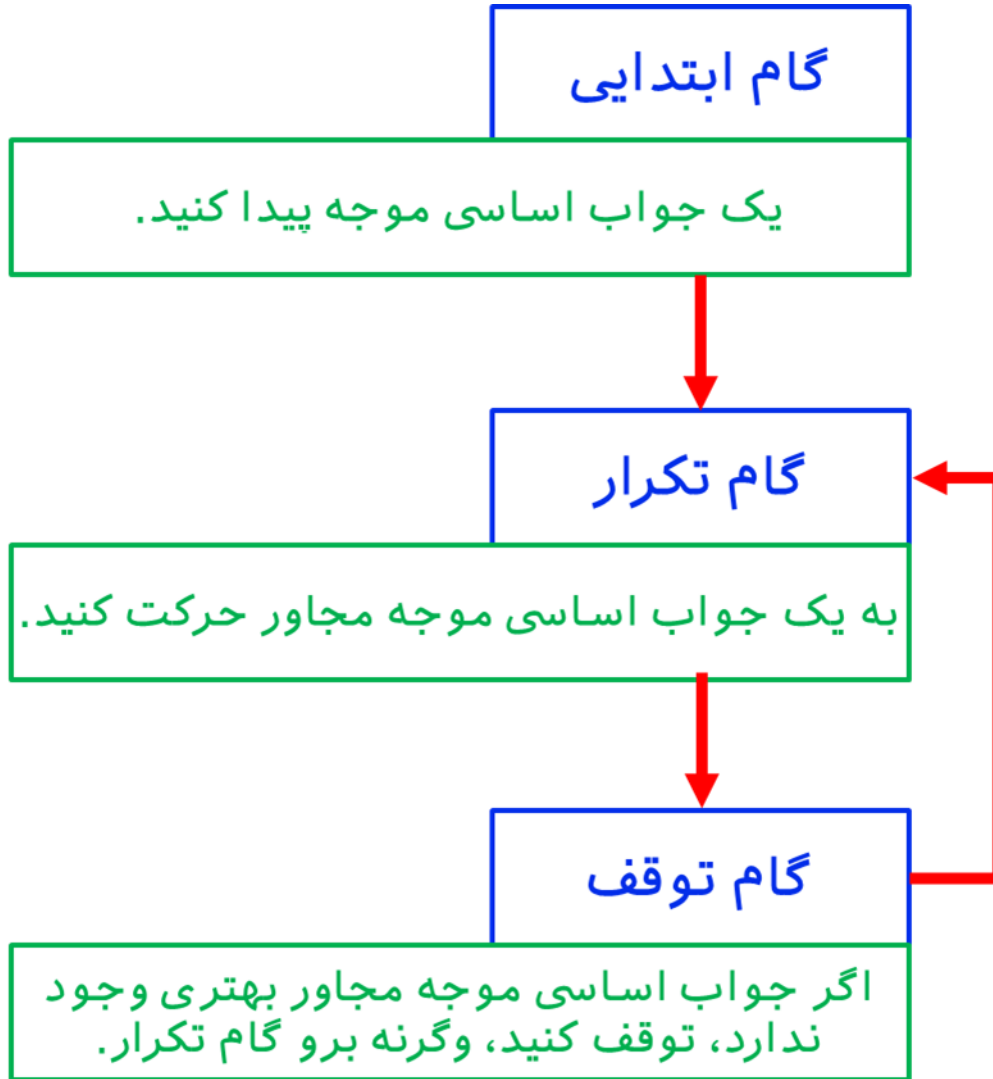 گام ابتدایی
یک جواب اساسی موجه پیدا کنید.
گام تکرار
به یک جواب اساسی موجه مجاور حرکت کنید.
گام توقف
اگر جواب اساسی موجه مجاور بهتری وجود
ندارد، توقف کنید، وگرنه برو گام تکرار.